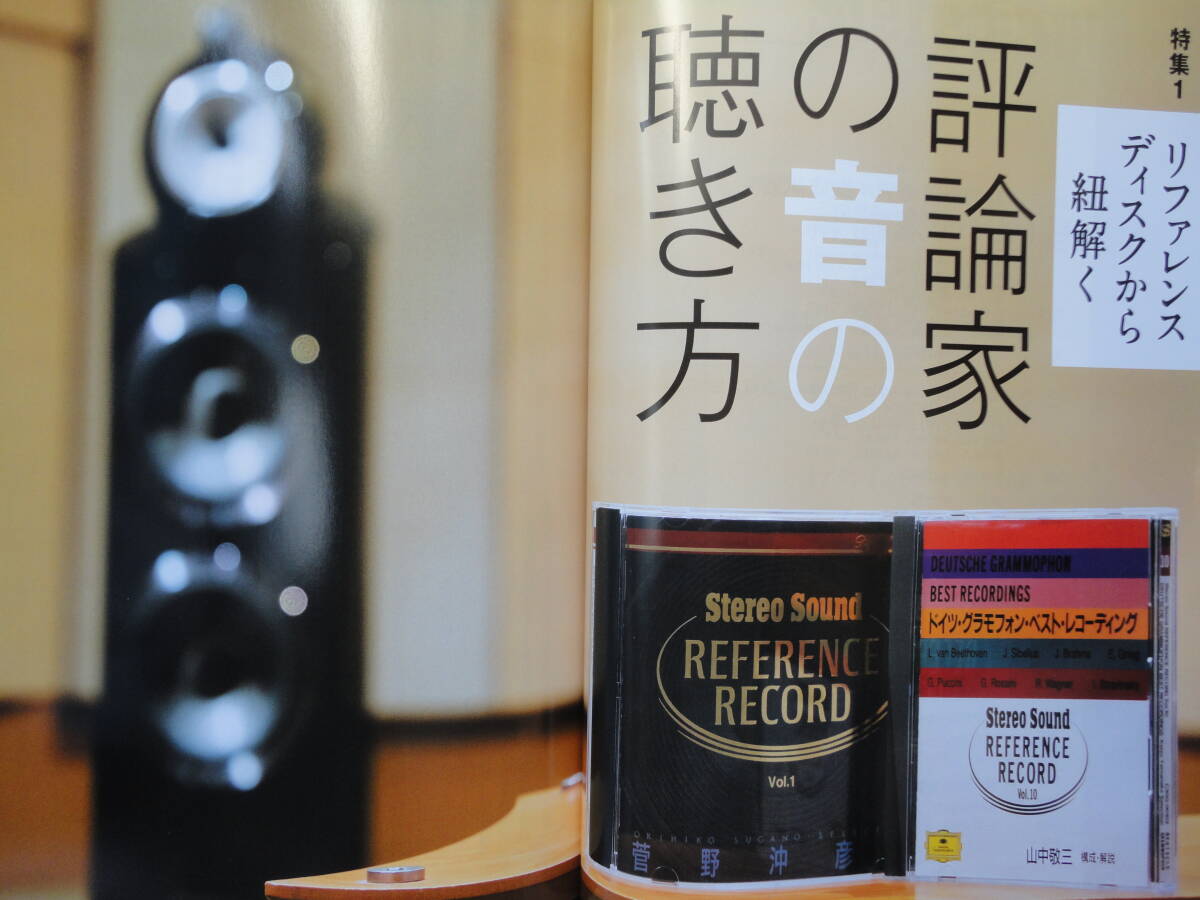 特集1
リファレンス
ディスクから
紐解く
評論家
の音の
聴き方
Stereo Sound
REFERENCE
RECORD
Vol.1
OKIHIKO SUGANO
菅野沖彦
DEUTSCHE GRAMMOPHON
BEST RECORDINGS
ドイツ・グラモフォン・ベスト・レコーディング
L. van Beethoven J. Sibelius J. Brahms E. Grieg
G. Puccini G. Rossini R. Wagner I. Stravinsky
Stereo Sound
REFERENCE
RECORD
Vol.10
山中敬三 構成・解説